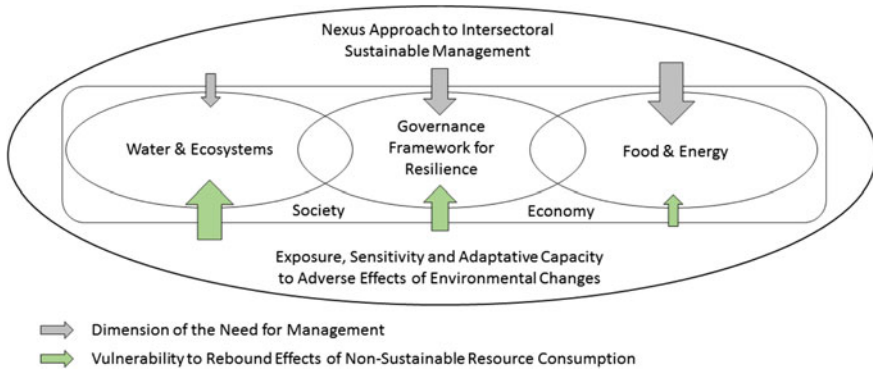 Nexus Approach to Intersectoral
Sustainable Management
Water & Ecosystems
Governance
Framework for
Resilience
Food & Energy
Society
Economy
Exposure, Sensitivity and Adaptative Capacity
to Adverse Effects of Environmental Changes
Dimension of the Need for Management
Vulnerability to Rebound Effects of Non-Sustainable Resource Consumption